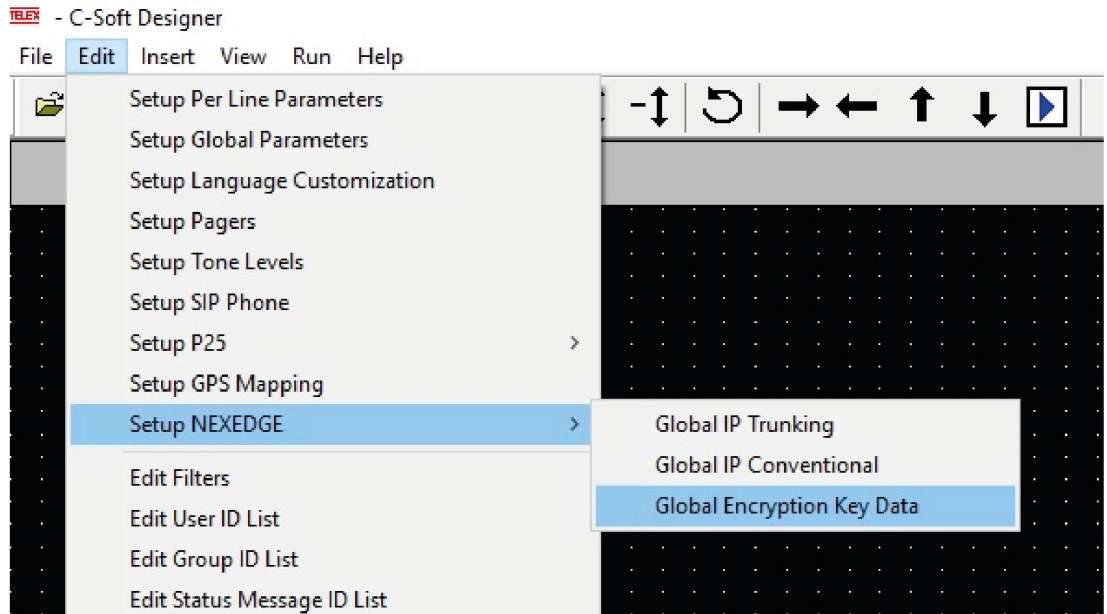 TELEX - C-Soft Designer
File Edit Insert View Run Help
Setup Per Line Parameters
Setup Global Parameters
Setup Language Customization
Setup Pagers
Setup Tone Levels
Setup SIP Phone
Setup P25
Setup GPS Mapping
Setup NEXEDGE
Global IP Trunking
Global IP Conventional
Global Encryption Key Data
Edit Filters
Edit User ID List
Edit Group ID List
Edit Status Message ID List